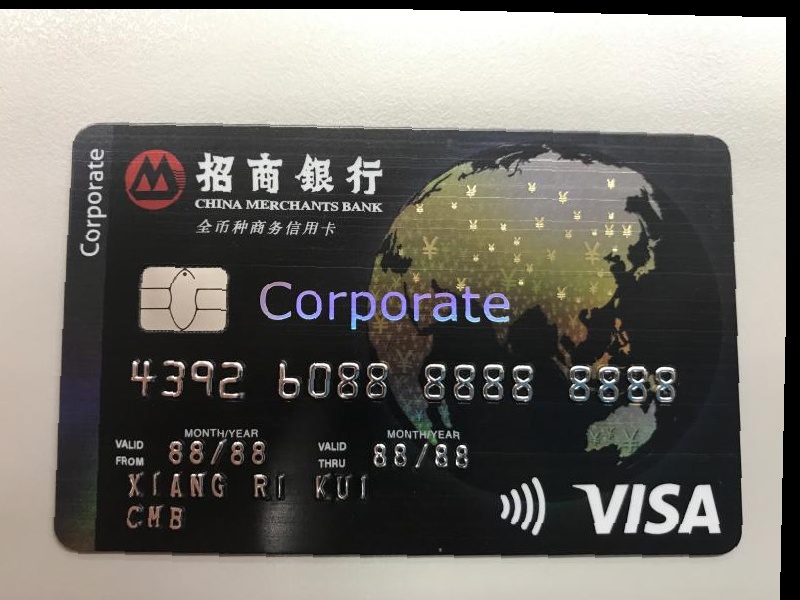 Corporate
招商銀行
CHINA MERCHANTS BANK
全币种商务信用卡
Corporate
4392 6088 8888 8888
MONTH/YEAR MONTH/YEAR
VALID FROM 88/88 VALID THRU 88/88
XIANG RI KUI
CMB
VISA